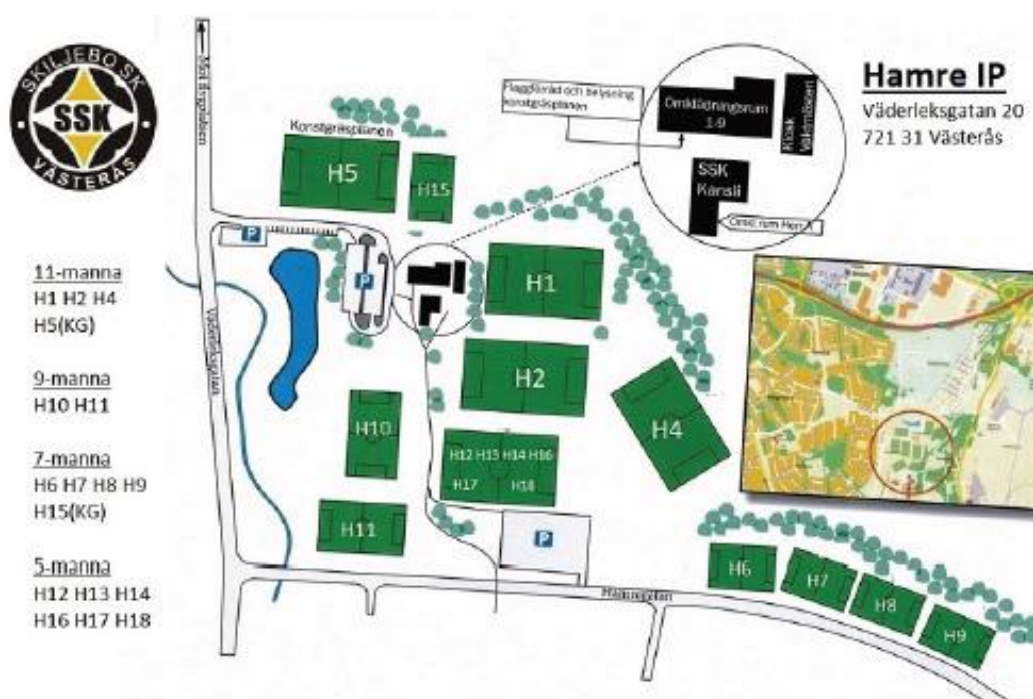 SKILJEBO SK
SSK
VÄSTERÅS
Hamre IP
Väderleksgatan 20
721 31 Västerås
Flaggförråd och belysning
konstgräsplanen
Omklädningsrum
1-9
Kiosk
SSK
Kansli
Konstgräsplanen
H5
H15
P
P
H1
H2
H4
H10
H12 H13 H14 H16
H17 H18
H11
P
H6
H7
H8
H9
Väderleksgatan
11-manna
H1 H2 H4
H5(KG)
9-manna
H10 H11
7-manna
H6 H7 H8 H9
H15(KG)
5-manna
H12 H13 H14
H16 H17 H18